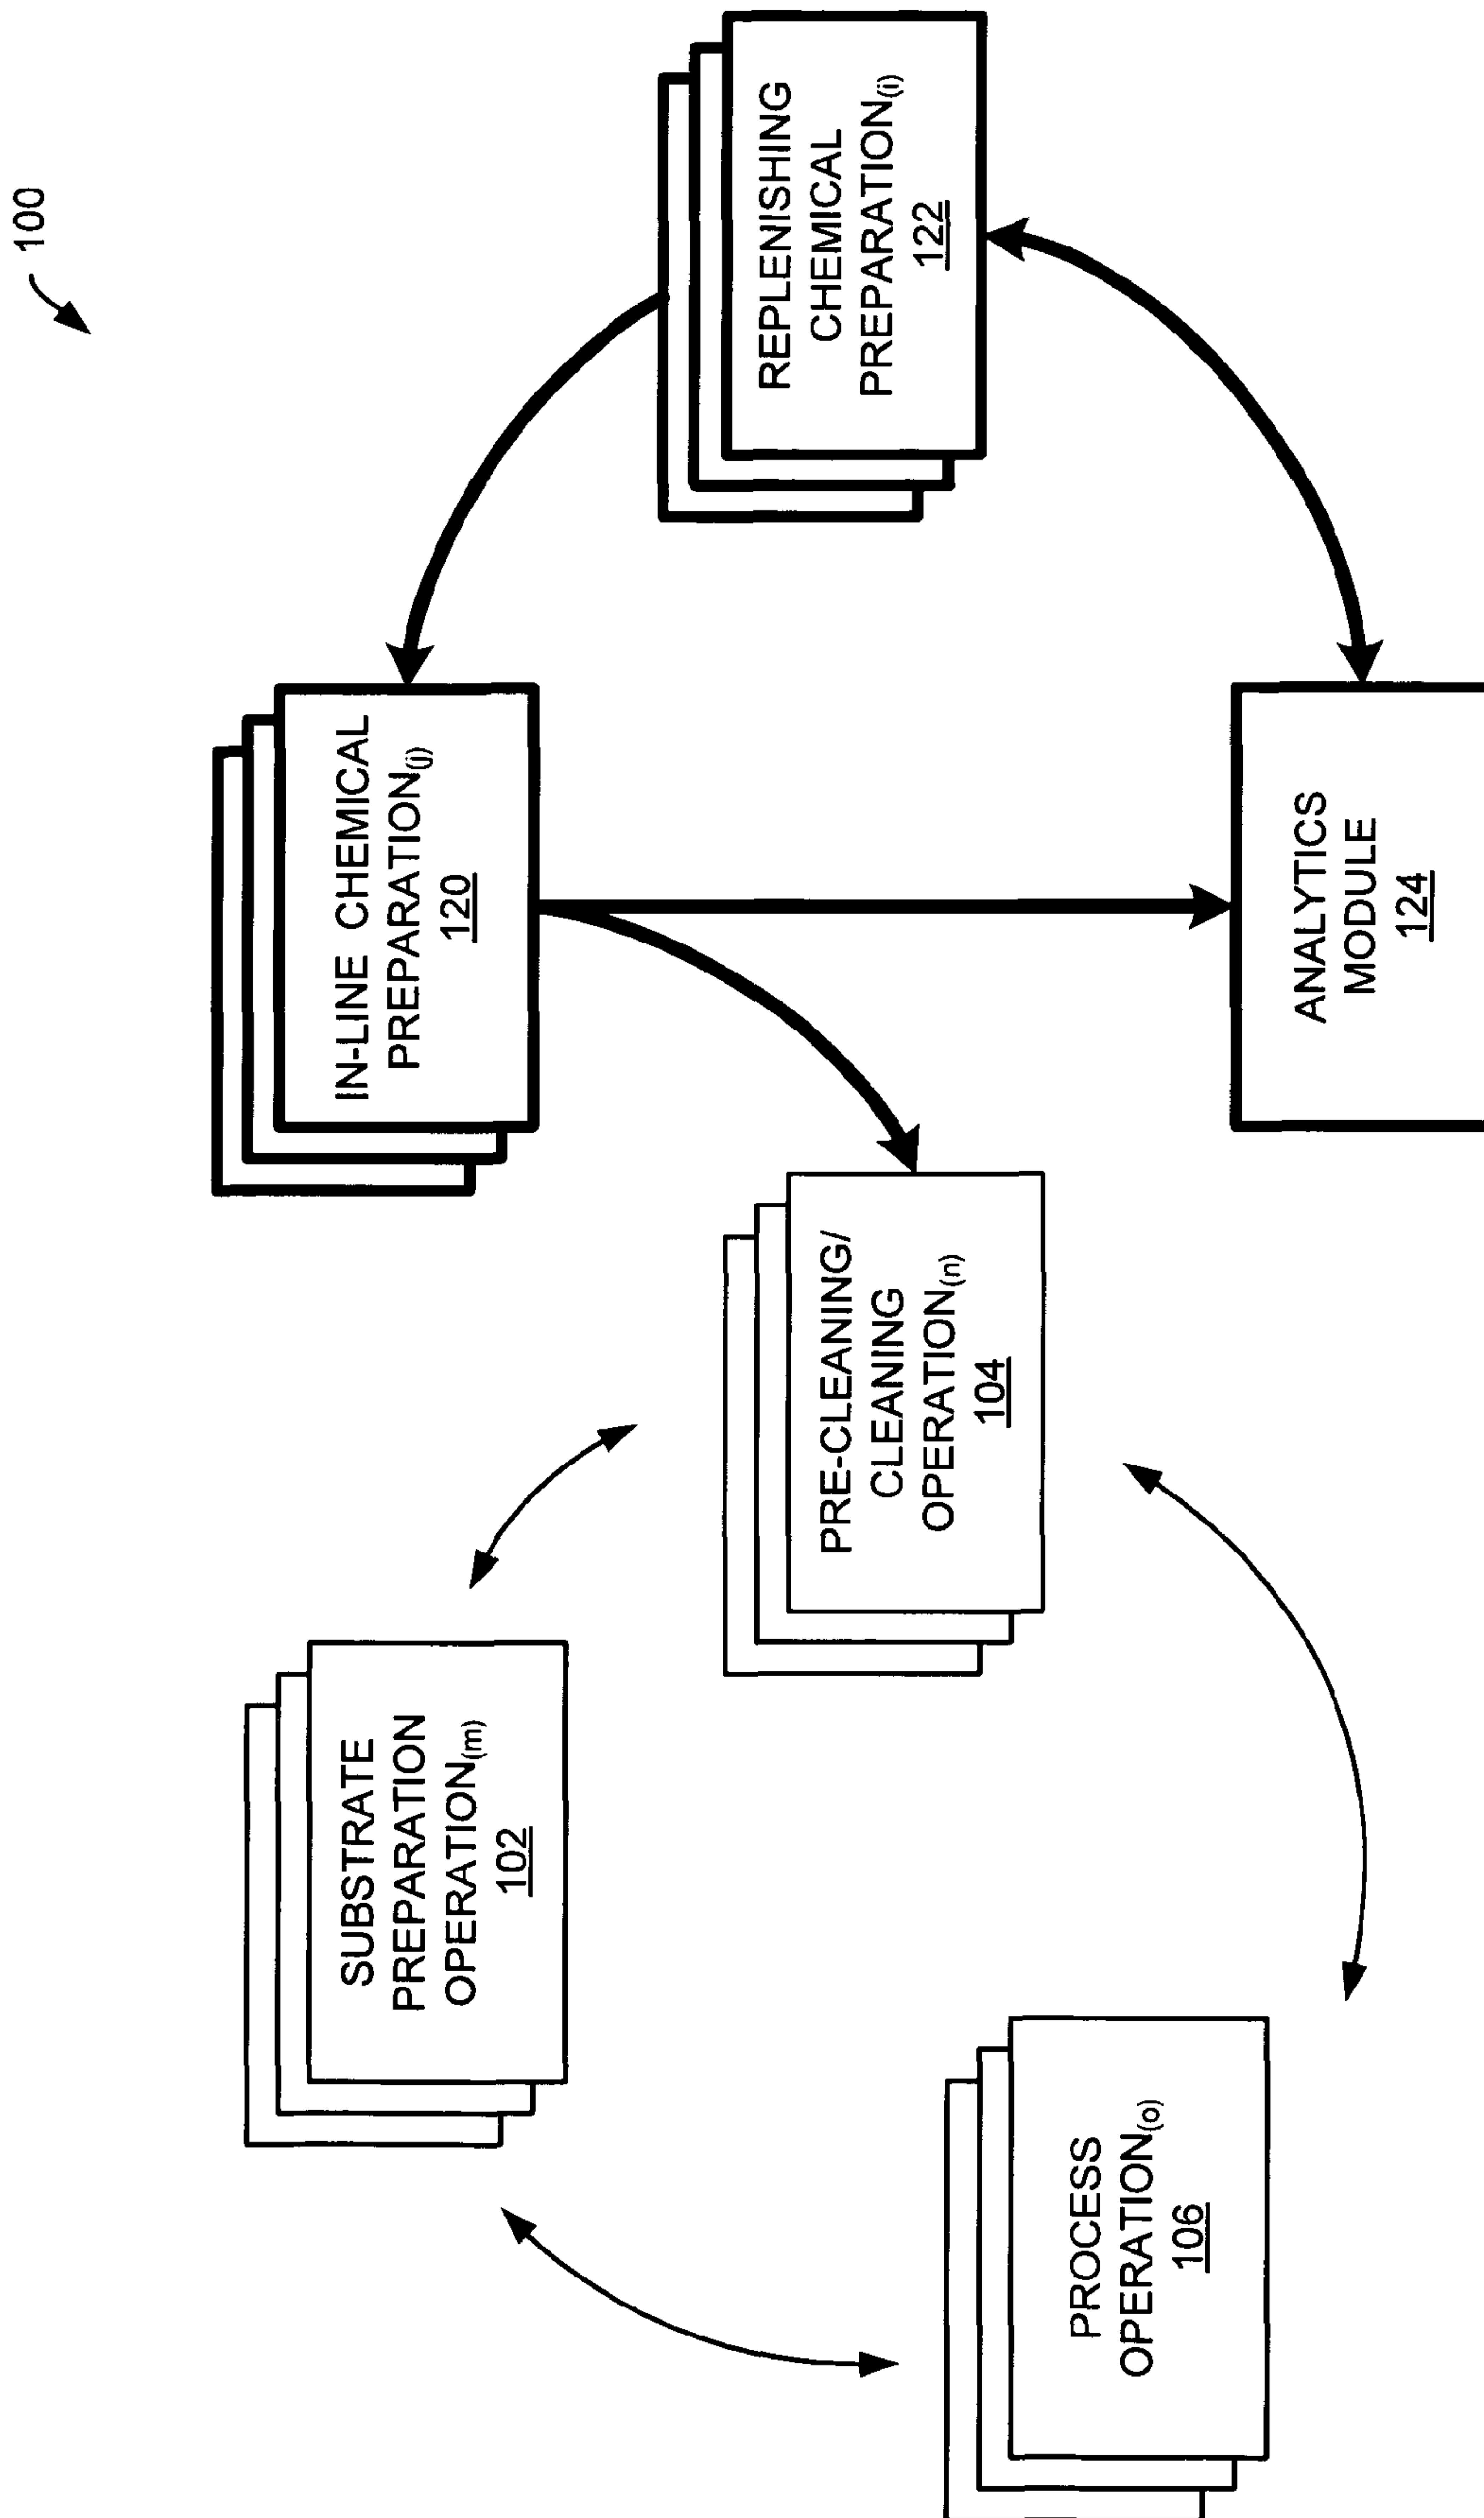 100
SUBSTRATE
PREPARATION
OPERATION(m)
102
IN-LINE CHEMICAL
PREPARATION(j)
120
PRE-CLEANING/
CLEANING
OPERATION(n)
104
REPLENISHING
CHEMICAL
PREPARATION(i)
122
PROCESS
OPERATION(o)
106
ANALYTICS
MODULE
124